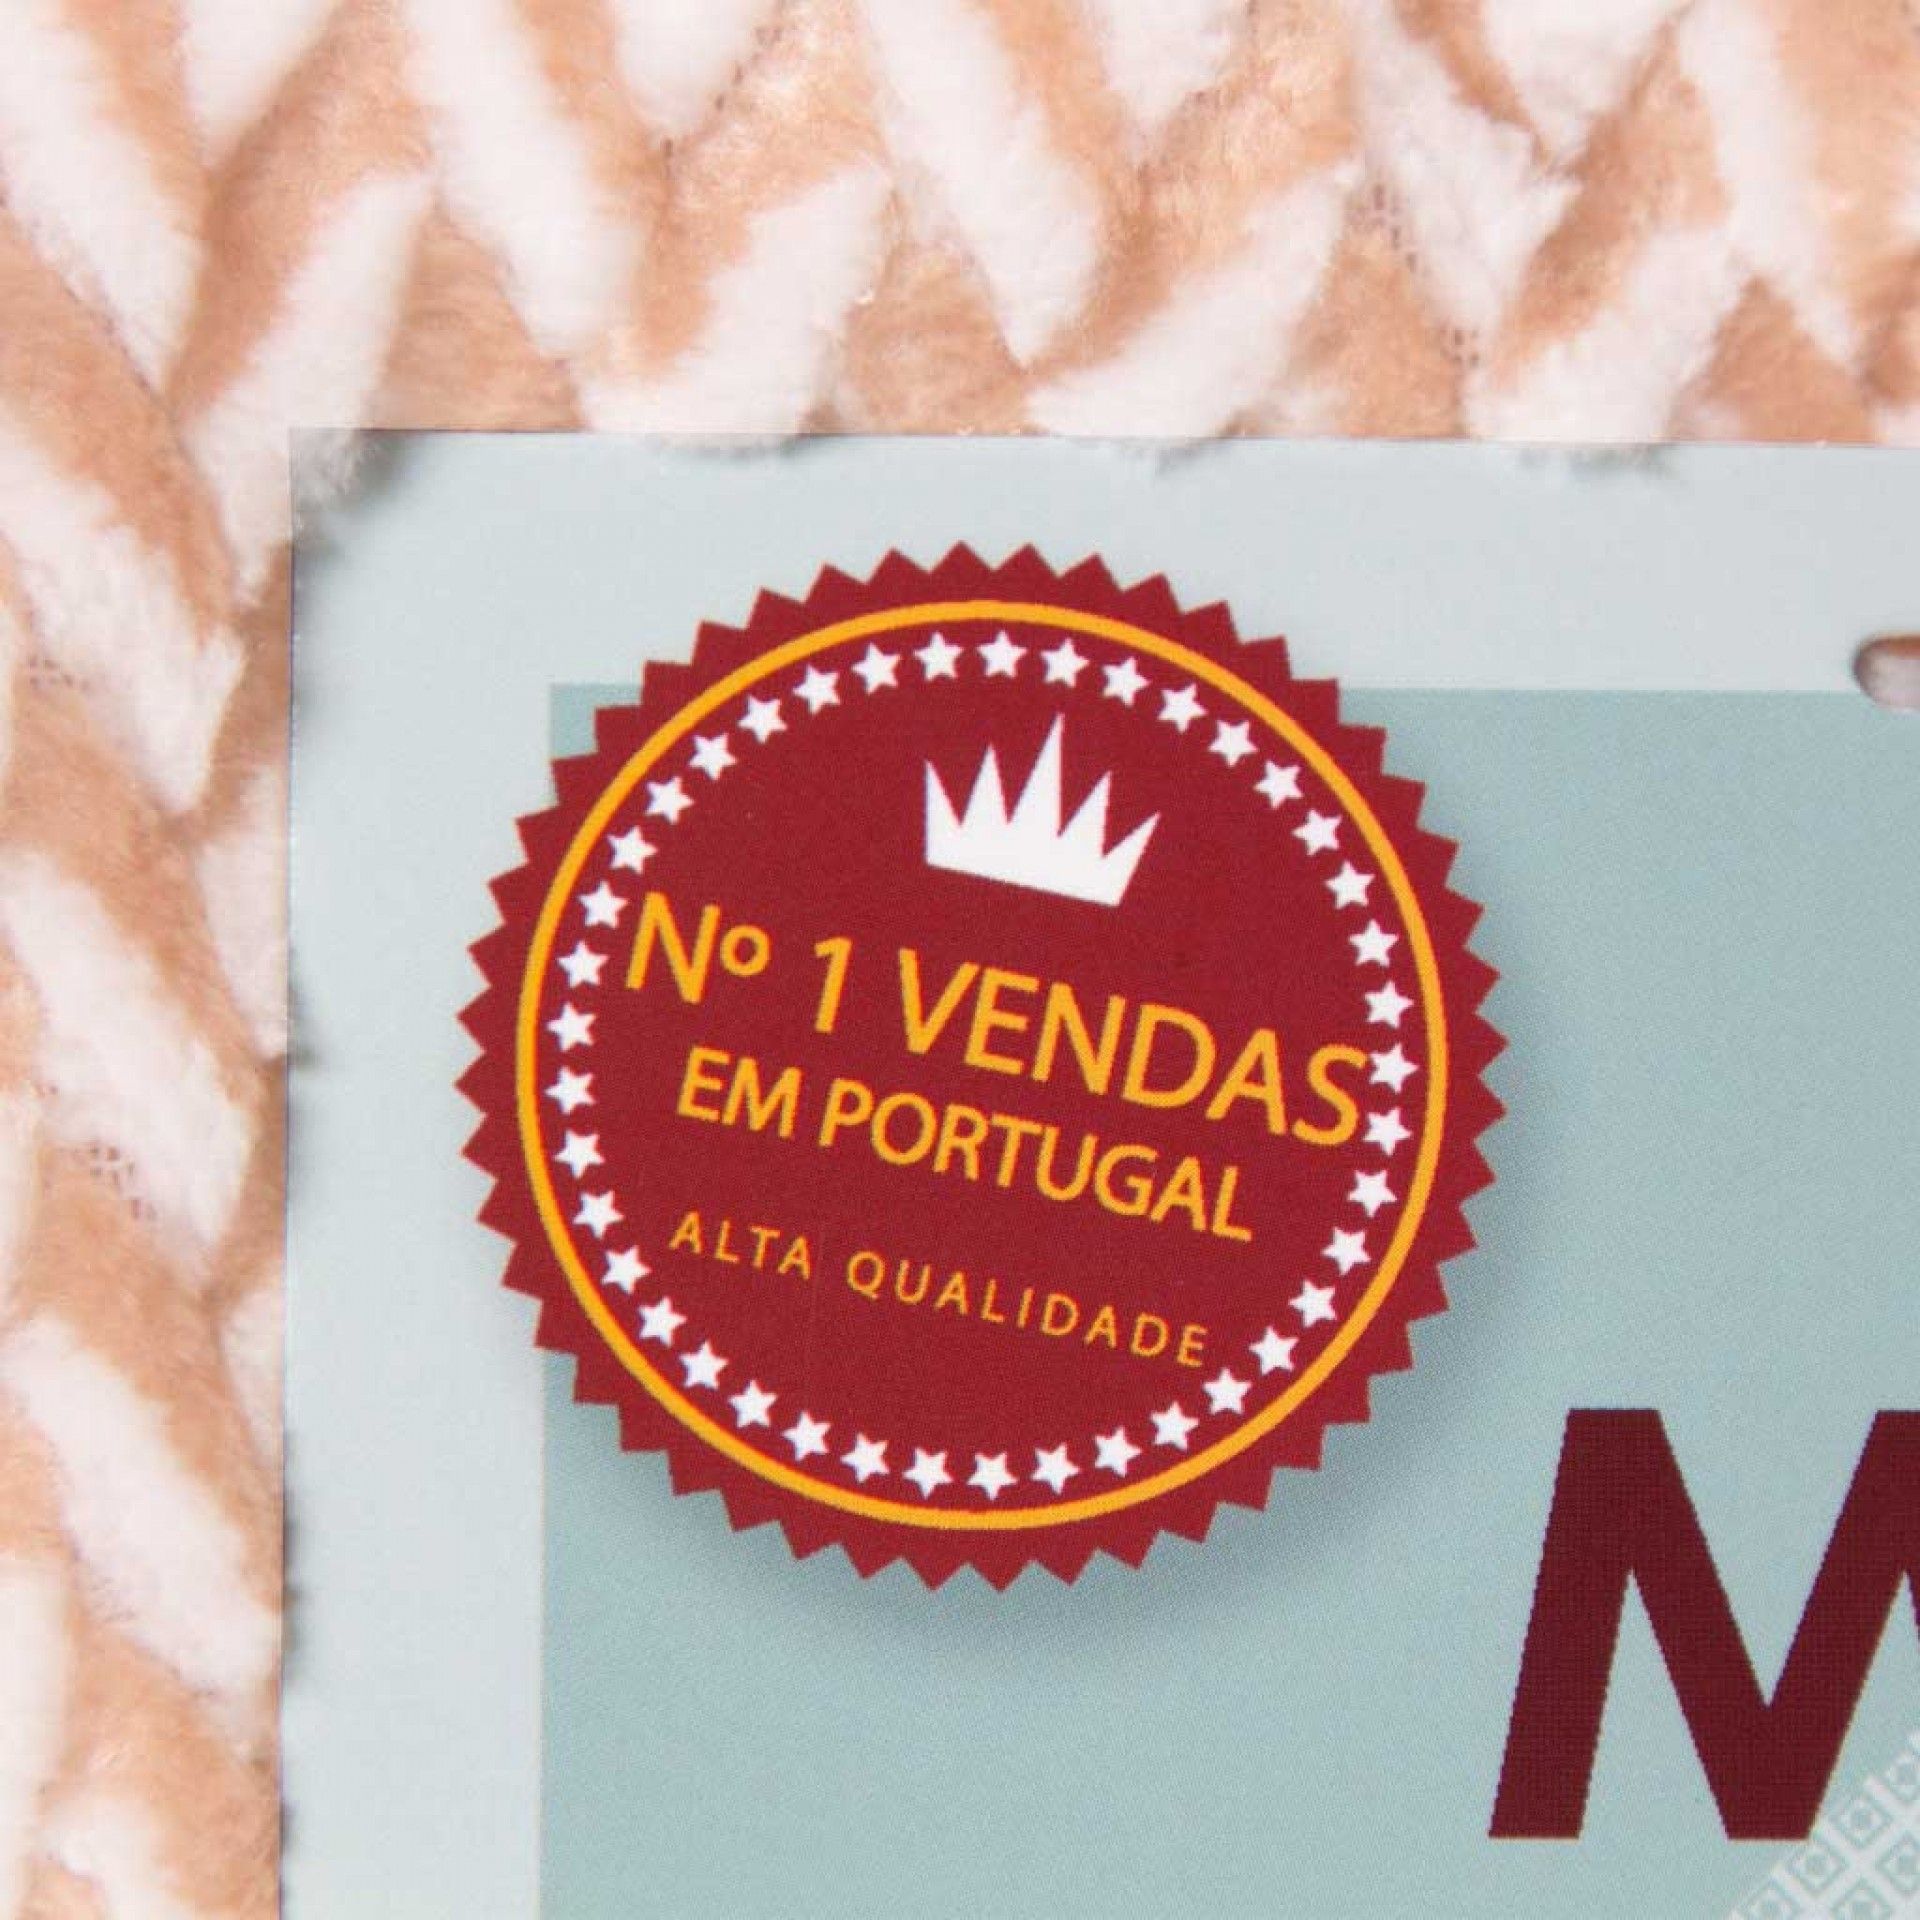 Nº 1 VENDAS
EM PORTUGAL
ALTA QUALIDADE
M